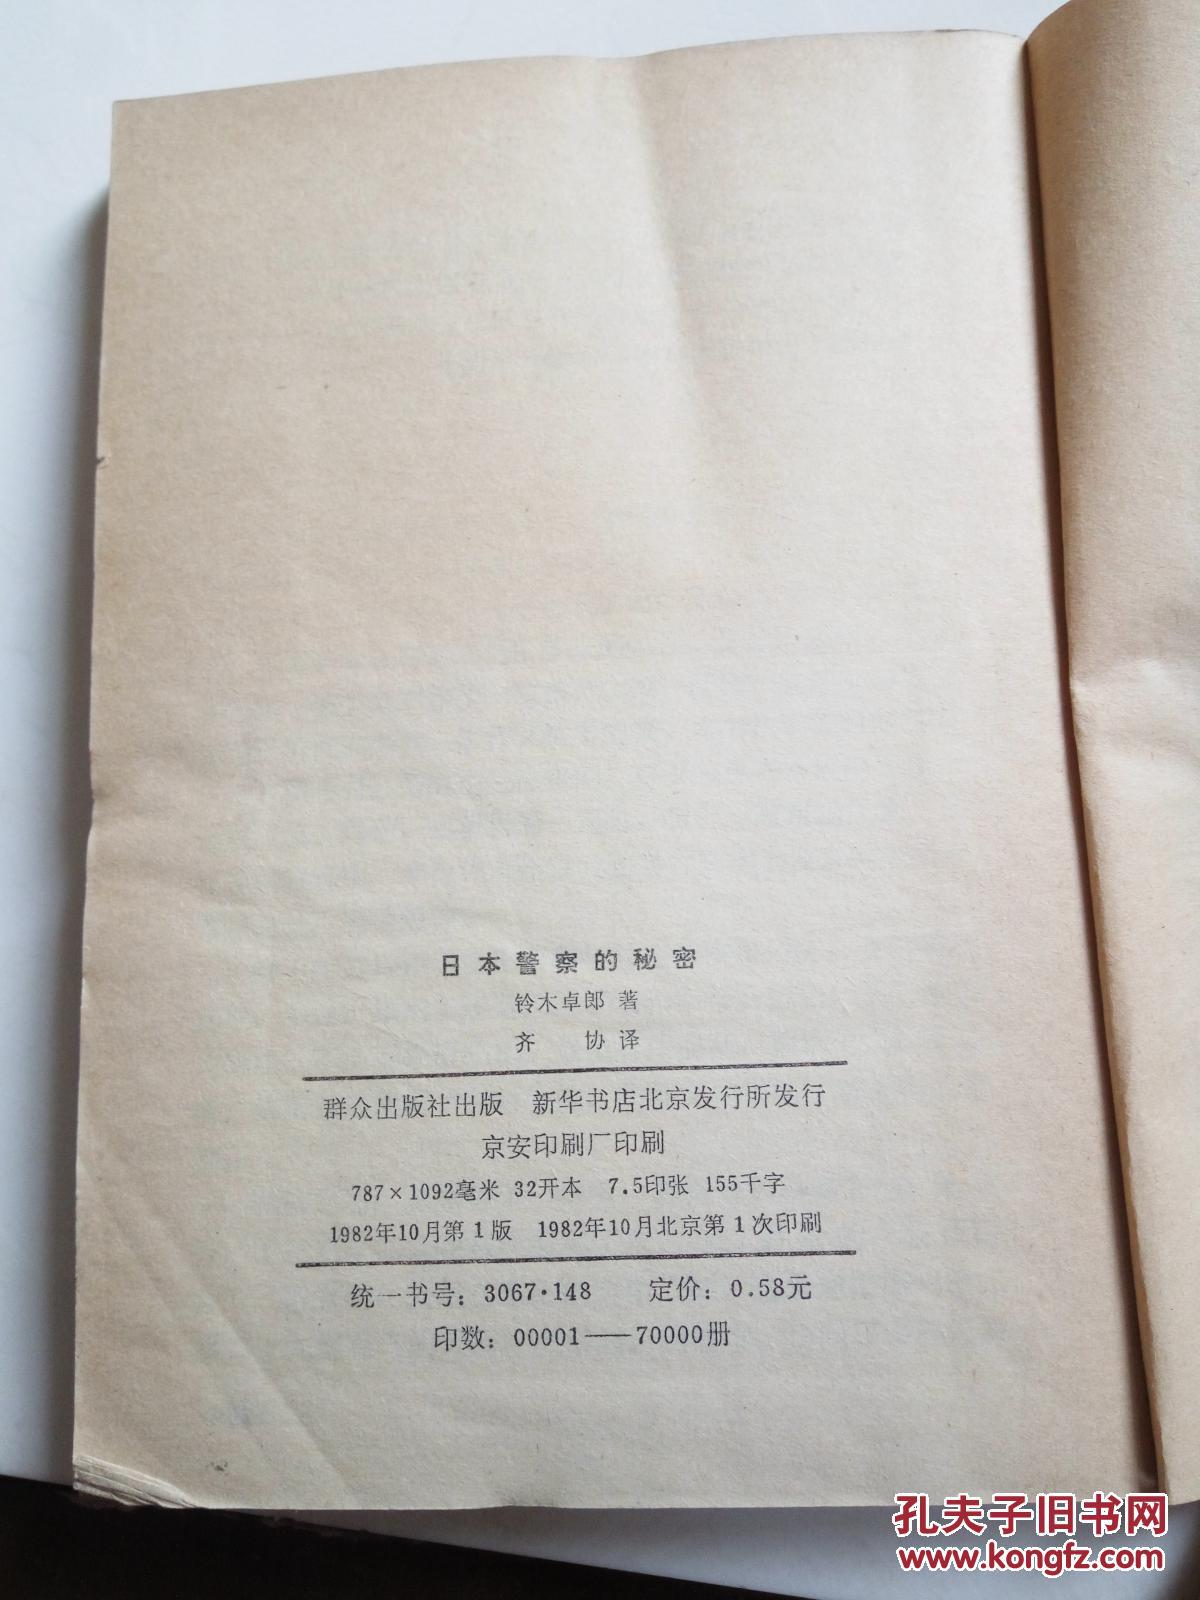 日本警察的秘密
铃木卓郎 著
齐 协 译
群众出版社出版 新华书店北京发行所发行
京安印刷厂印刷
787×1092毫米 32开本 7.5印张 155千字
1982年10月第1版 1982年10月北京第1次印刷
统一书号：3067·148 定价：0.58元
印数：00001——70000册
孔夫子旧书网
www.kongfz.com